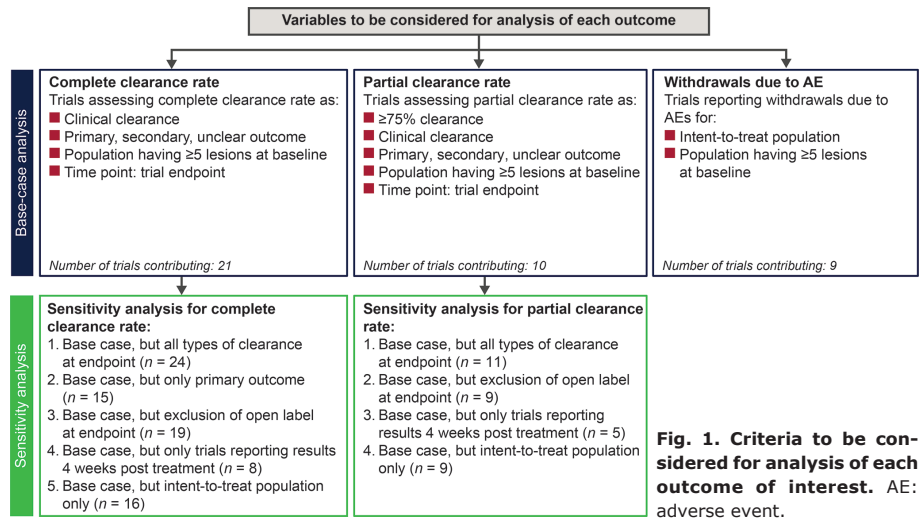 Variables to be considered for analysis of each outcome
Base-case analysis
Complete clearance rate
Trials assessing complete clearance rate as:
Clinical clearance
Primary, secondary, unclear outcome
Population having ≥5 lesions at baseline
Time point: trial endpoint
Number of trials contributing: 21
Partial clearance rate
Trials assessing partial clearance rate as:
≥75% clearance
Clinical clearance
Primary, secondary, unclear outcome
Population having ≥5 lesions at baseline
Time point: trial endpoint
Number of trials contributing: 10
Withdrawals due to AE
Trials reporting withdrawals due to
AEs for:
Intent-to-treat population
Population having ≥5 lesions
at baseline
Number of trials contributing: 9
Sensitivity analysis
Sensitivity analysis for complete
clearance rate:
1. Base case, but all types of clearance
at endpoint (n = 24)
2. Base case, but only primary outcome
(n = 15)
3. Base case, but exclusion of open label
at endpoint (n = 19)
4. Base case, but only trials reporting results
4 weeks post treatment (n = 8)
5. Base case, but intent-to-treat population
only (n = 16)
Sensitivity analysis for partial clearance
rate:
1. Base case, but all types of clearance
at endpoint (n = 11)
2. Base case, but exclusion of open label
at endpoint (n = 9)
3. Base case, but only trials reporting
results 4 weeks post treatment (n = 5)
4. Base case, but intent-to-treat population
only (n = 9)
Fig. 1. Criteria to be con-
sidered for analysis of each
outcome of interest. AE:
adverse event.